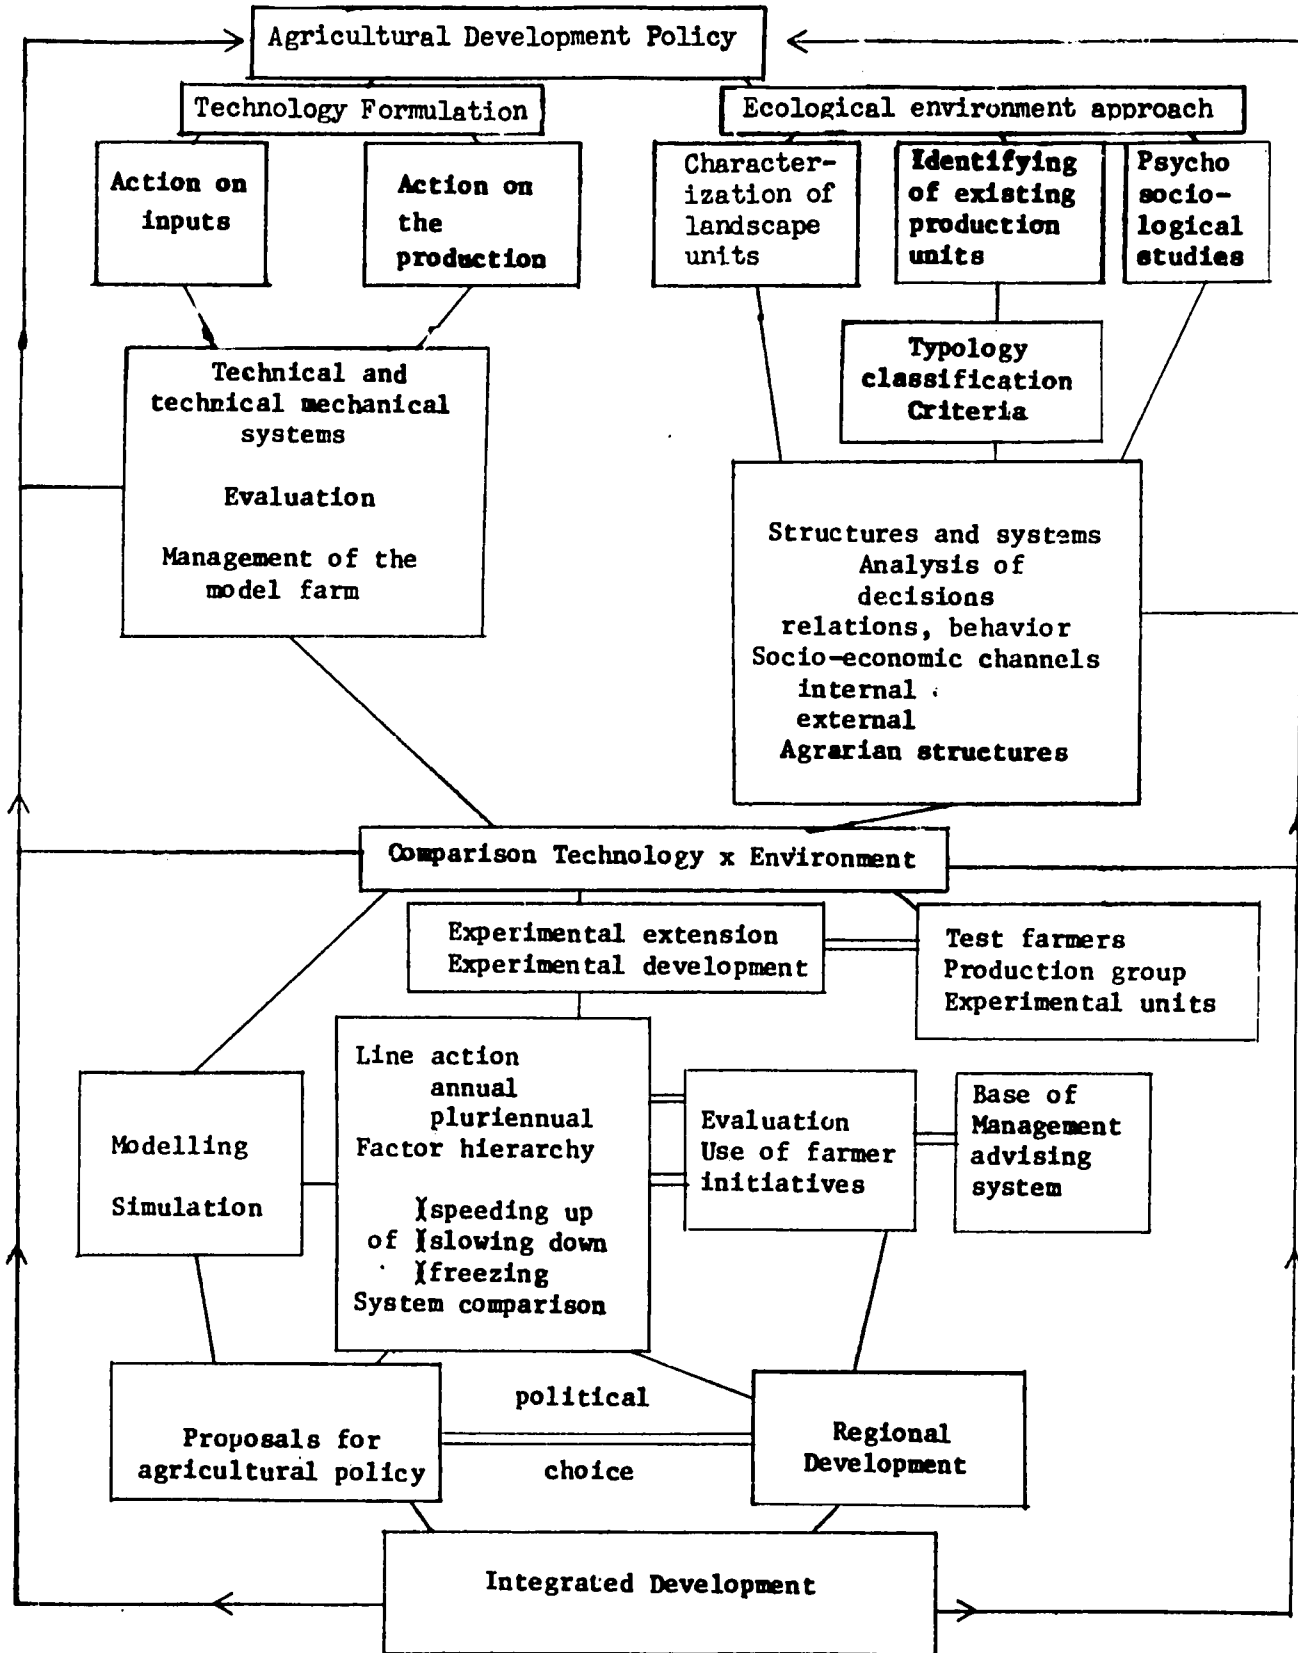 Agricultural Development Policy
Technology Formulation
Ecological environment approach
Action on
inputs
Action on
the
production
Character-
ization of
landscape
units
Identifying
of existing
production
units
Psycho
socio-
logical
studies
Typology
classification
Criteria
Technical and
technical mechanical
systems
Evaluation
Management of the
model farm
Structures and systems
Analysis of
decisions
relations, behavior
Socio-economic channels
internal
external
Agrarian structures
Comparison Technology x Environment
Experimental extension
Experimental development
Test farmers
Production group
Experimental units
Modelling
Simulation
Line action
annual
pluriennual
Factor hierarchy
speeding up
of slowing down
freezing
System comparison
Evaluation
Use of farmer
initiatives
Base of
Management
advising
system
Proposals for
agricultural policy
political
choice
Regional
Development
Integrated Development